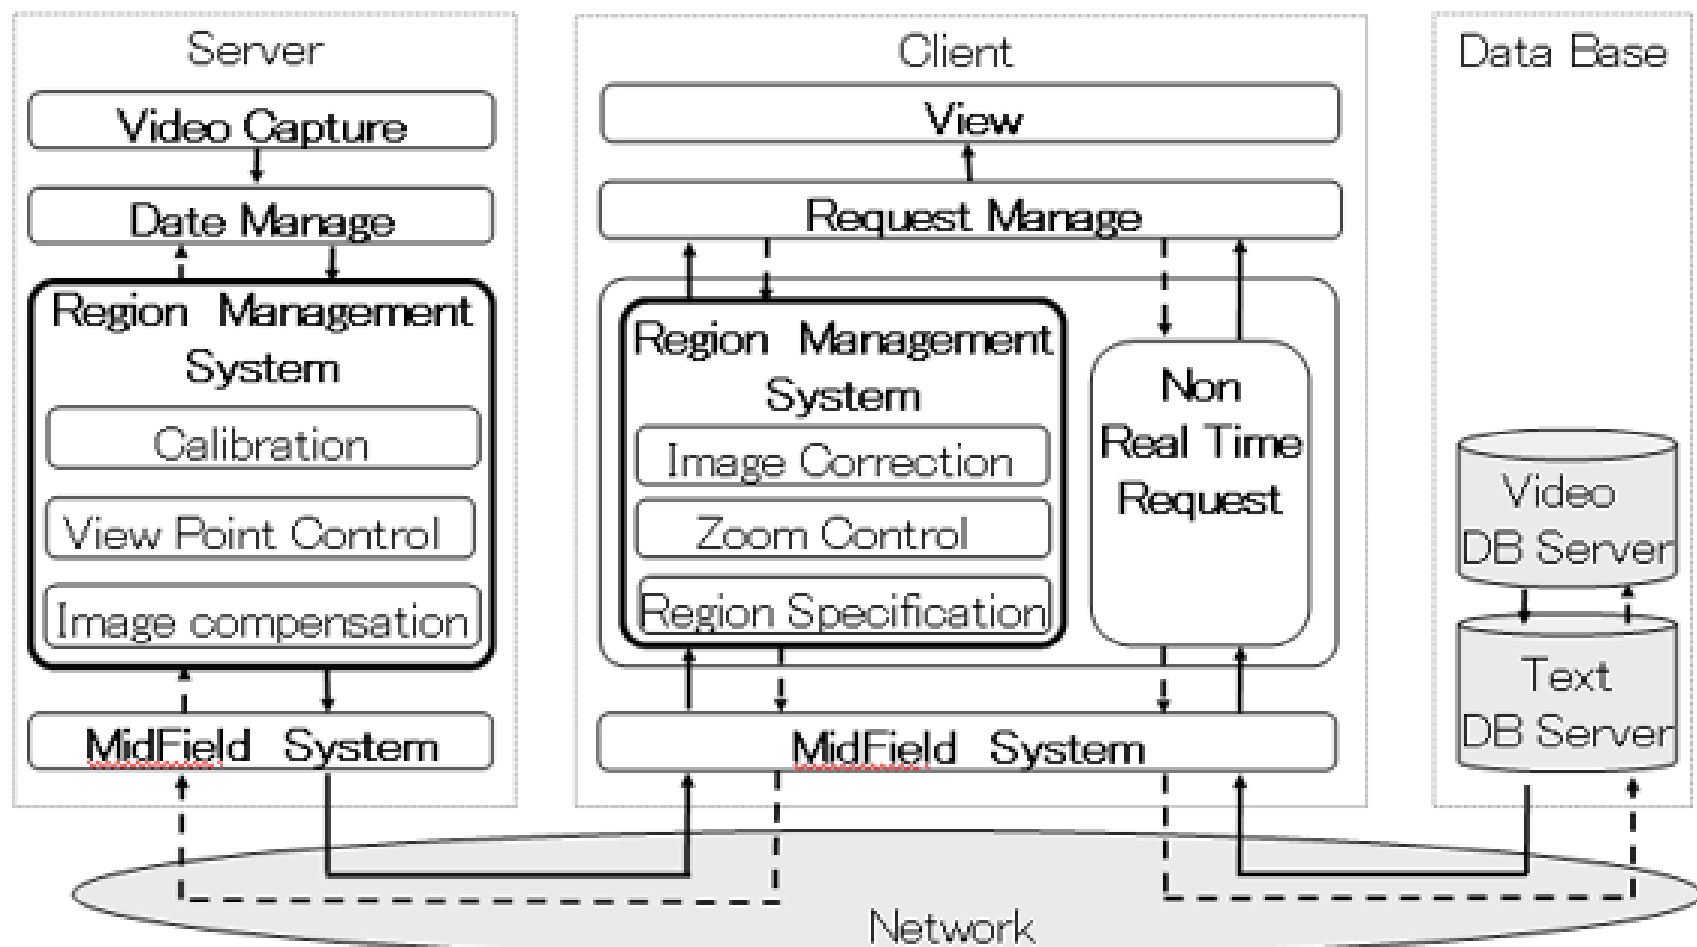 Server
Video Capture
Date Manage
Region Management
System
Calibration
View Point Control
Image compensation
MidField System
Client
View
Request Manage
Region Management
System
Image Correction
Zoom Control
Region Specification
Non
Real Time
Request
MidField System
Data Base
Video
DB Server
Text
DB Server
Network